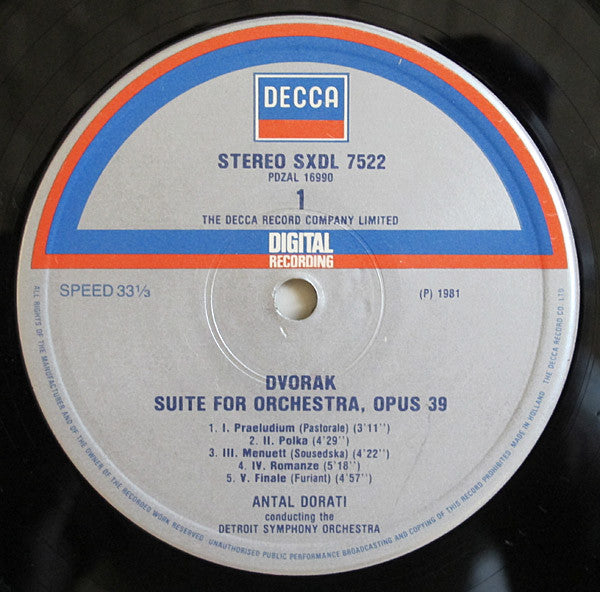 DECCA
STEREO SXDL 7522
PDZAL 16990
1
THE DECCA RECORD COMPANY LIMITED
DIGITAL
RECORDING
SPEED 33⅓
(P) 1981
DVORAK
SUITE FOR ORCHESTRA, OPUS 39
1. I. Praeludium (Pastorale) (3'11'')
2. II. Polka (4'29'')
3. III. Menuett (Sousedska) (4'22'')
4. IV. Romanze (5'18'')
5. V. Finale (Furiant) (4'57'')
ANTAL DORATI
conducting the
DETROIT SYMPHONY ORCHESTRA
ALL RIGHTS OF THE MANUFACTURER AND OF THE OWNER OF THE RECORDED WORK RESERVED. UNAUTHORISED PUBLIC PERFORMANCE BROADCASTING AND COPYING OF THIS RECORD PROHIBITED. MADE IN HOLLAND THE DECCA RECORD CO. LTD